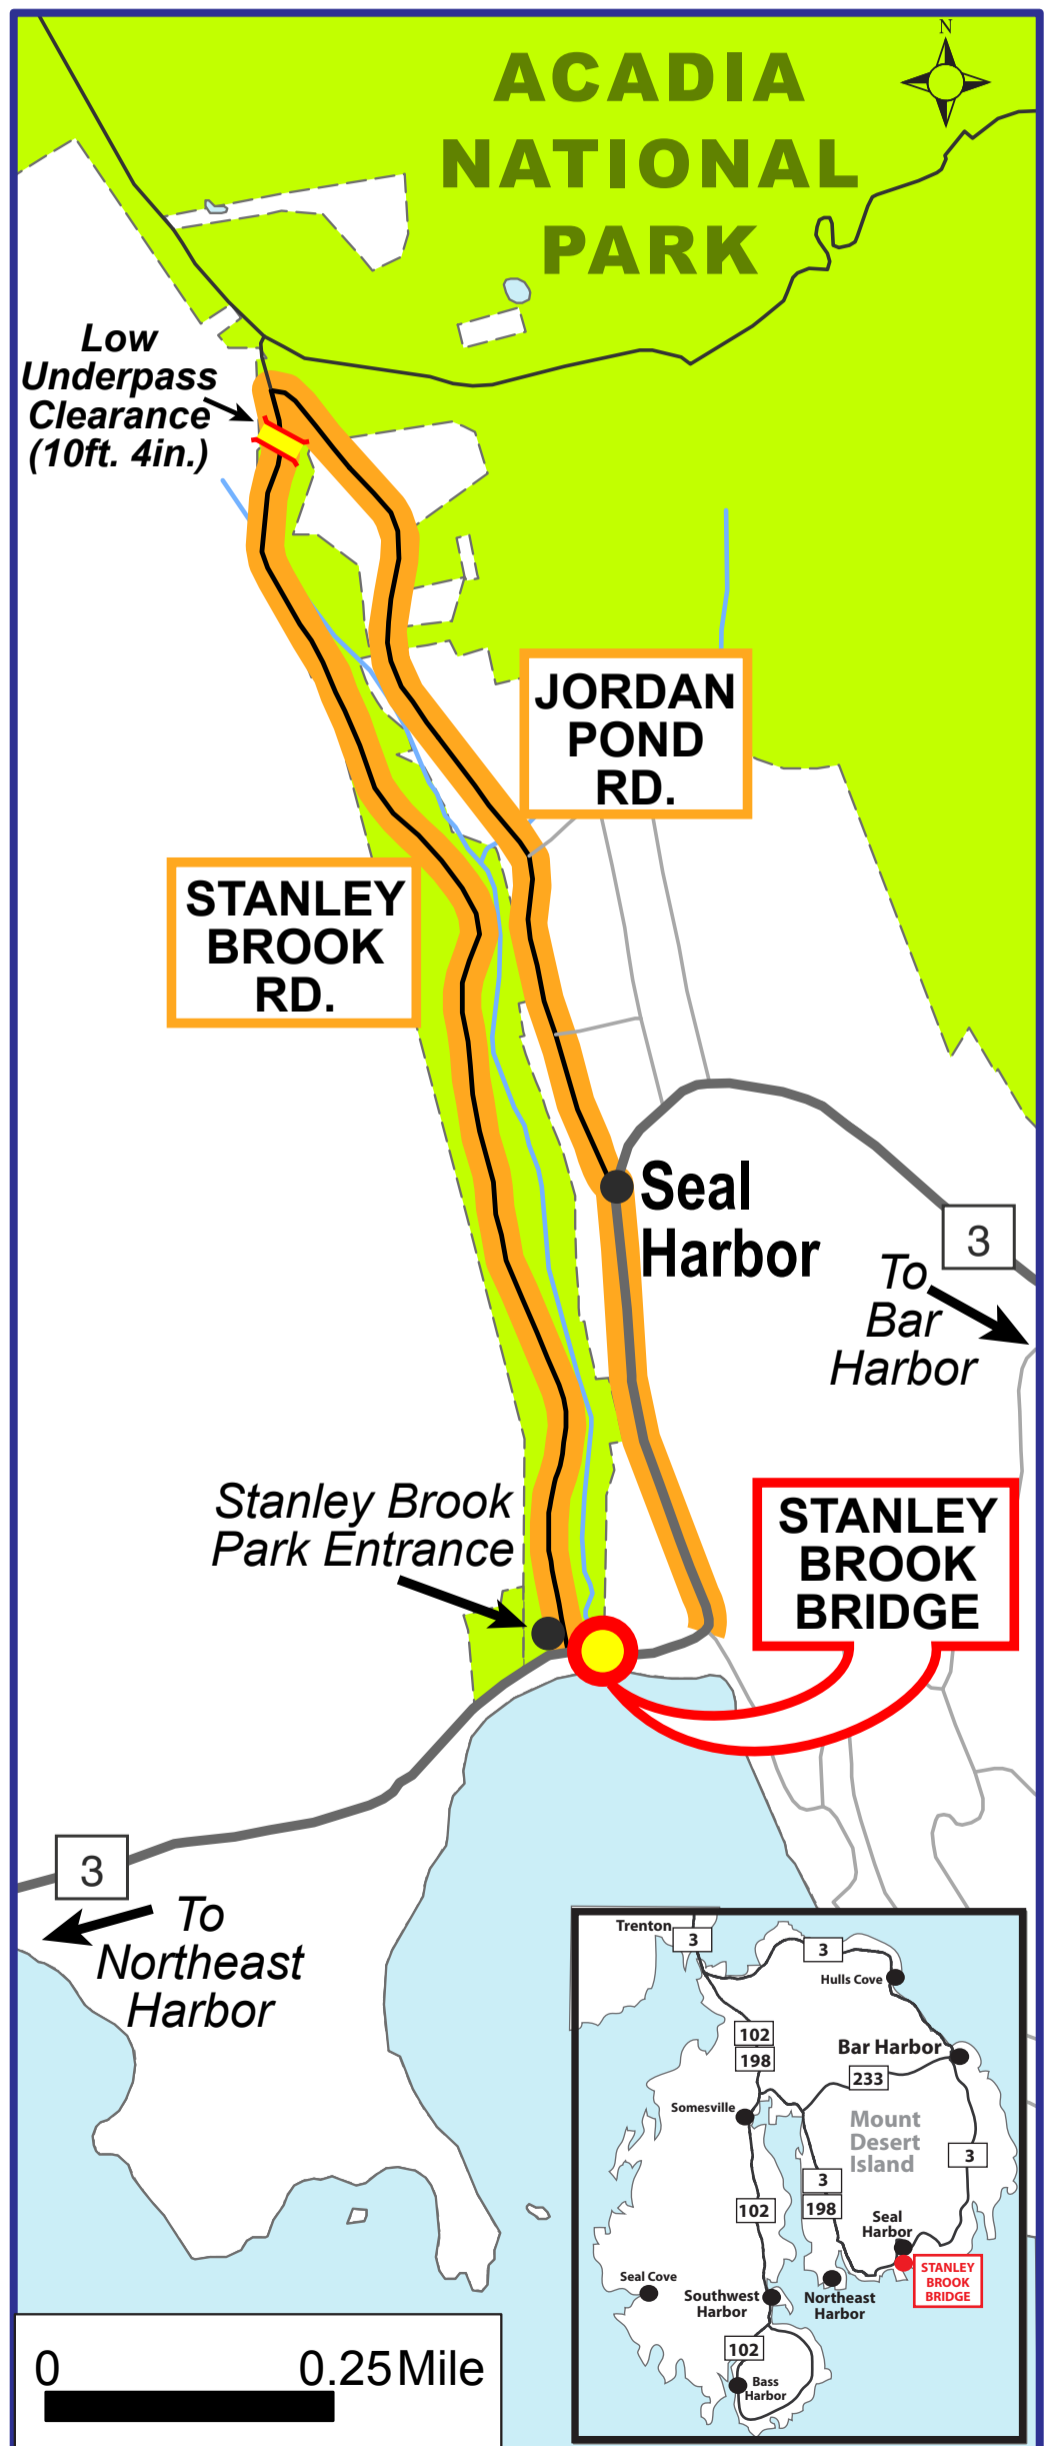 N
ACADIA
NATIONAL
PARK
Low
Underpass
Clearance
(10ft. 4in.)
JORDAN
POND
RD.
STANLEY
BROOK
RD.
Seal
Harbor
3
To
Bar
Harbor
Stanley Brook
Park Entrance
STANLEY
BROOK
BRIDGE
3
To
Northeast
Harbor
Trenton
3
3
Hulls Cove
102
198
Bar Harbor
233
Somesville
Mount
Desert
Island
3
3
198
102
Seal
Harbor
STANLEY
BROOK
BRIDGE
Seal Cove
Southwest
Harbor
Northeast
Harbor
102
Bass
Harbor
0 0.25 Mile